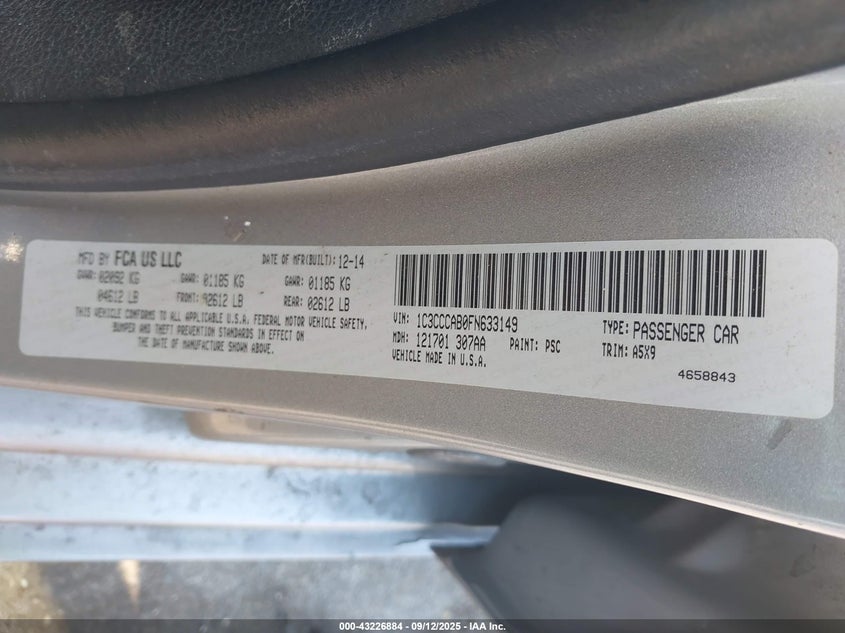 MFD BY FCA US LLC DATE OF MFR(BUILT): 12-14
GVWR: 02092 KG GAWR: 01185 KG GAWR: 01185 KG
04612 LB FRONT: 02612 LB REAR: 02612 LB
THIS VEHICLE CONFORMS TO ALL APPLICABLE U.S.A. FEDERAL MOTOR VEHICLE SAFETY,
BUMPER AND THEFT PREVENTION STANDARDS IN EFFECT ON
THE DATE OF MANUFACTURE SHOWN ABOVE.
VIN: 1C3CCCAB0FN633149 TYPE: PASSENGER CAR
MDH: 121701 307AA PAINT: PSC TRIM: A5X9
VEHICLE MADE IN U.S.A.
4658843
000-43226884 - 09/12/2025 - IAA Inc.